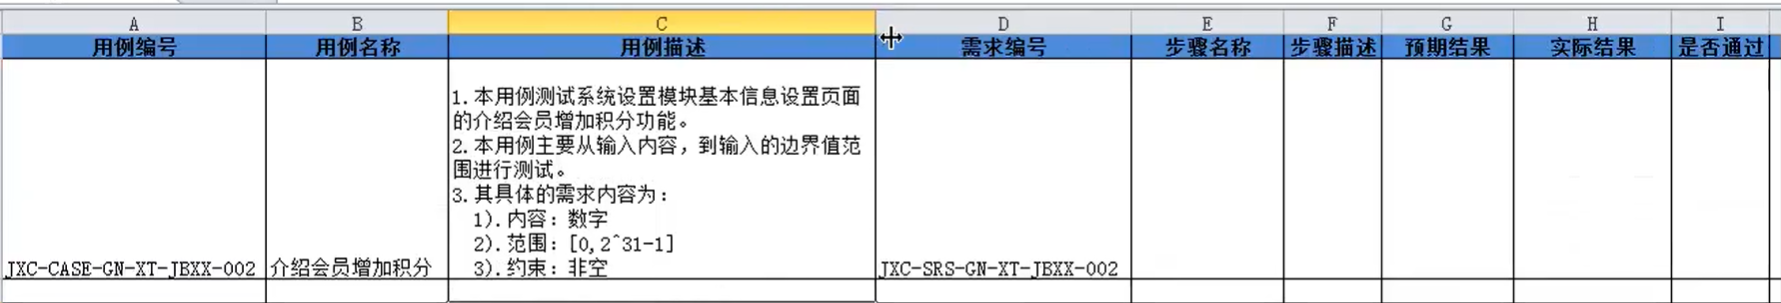 A B C D E F G H I
用例编号 用例名称 用例描述 需求编号 步骤名称 步骤描述 预期结果 实际结果 是否通过
1.本用例测试系统设置模块基本信息设置页面
的介绍会员增加积分功能。
2.本用例主要从输入内容，到输入的边界值范
围进行测试。
3.其具体的需求内容为：
1).内容：数字
2).范围：[0,2^31-1]
JXC-CASE-GN-XT-JBXX-002 介绍会员增加积分 3).约束：非空 JXC-SRS-GN-XT-JBXX-002